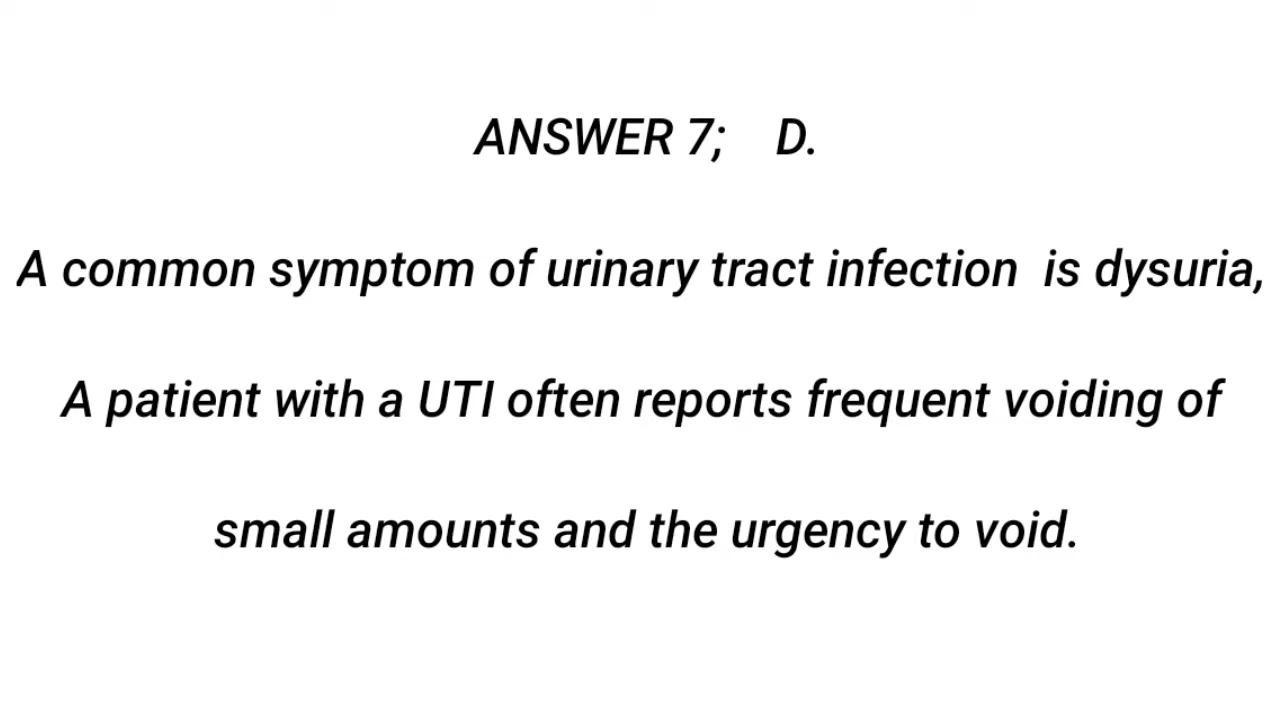 ANSWER 7; D.
A common symptom of urinary tract infection is dysuria,
A patient with a UTI often reports frequent voiding of
small amounts and the urgency to void.